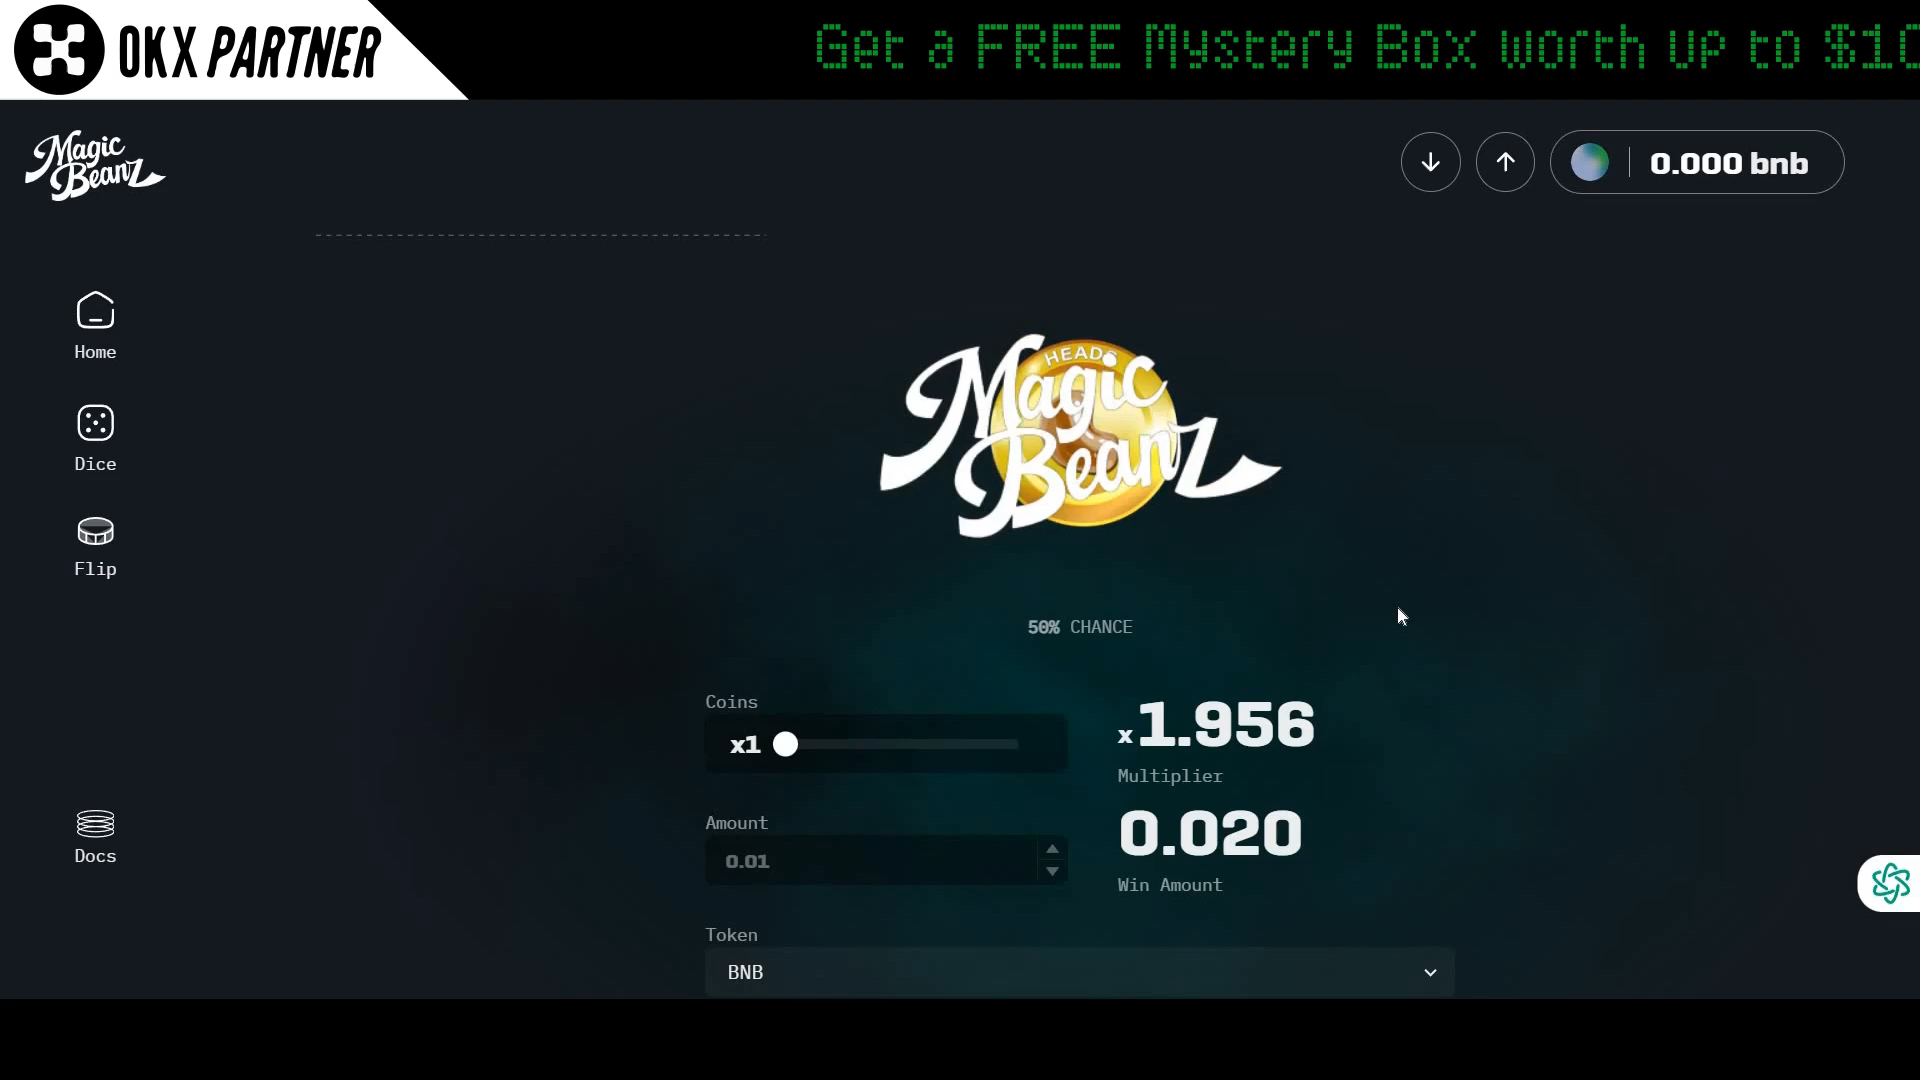 OKX PARTNER
Get a FREE Mystery Box worth up to $10
Magic
Beanz
0.000 bnb
Home
Dice
Flip
Docs
HEADS
Magic
Beanz
50% CHANCE
Coins
x1
x1.956
Multiplier
Amount
0.01
0.020
Win Amount
Token
BNB